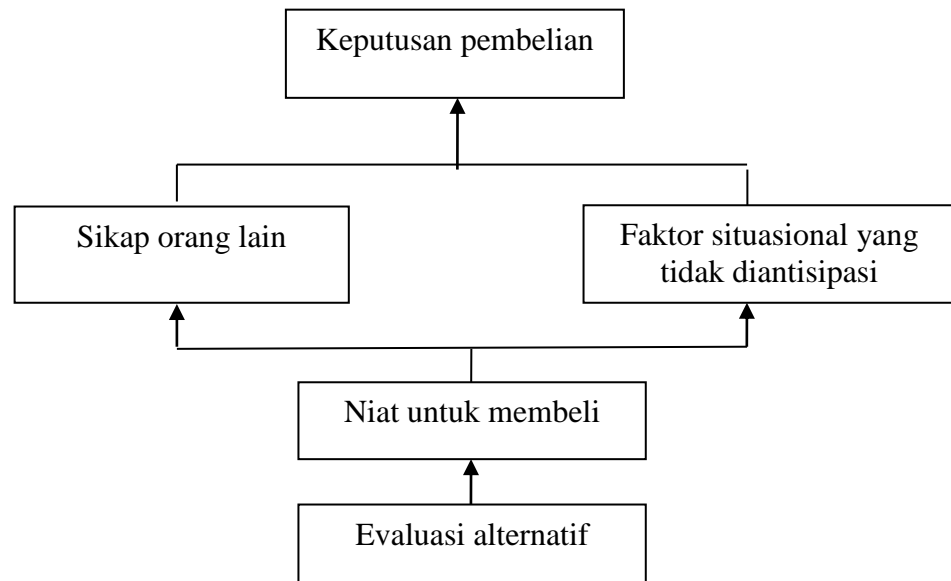 Keputusan pembelian
Sikap orang lain
Faktor situasional yang
tidak diantisipasi
Niat untuk membeli
Evaluasi alternatif